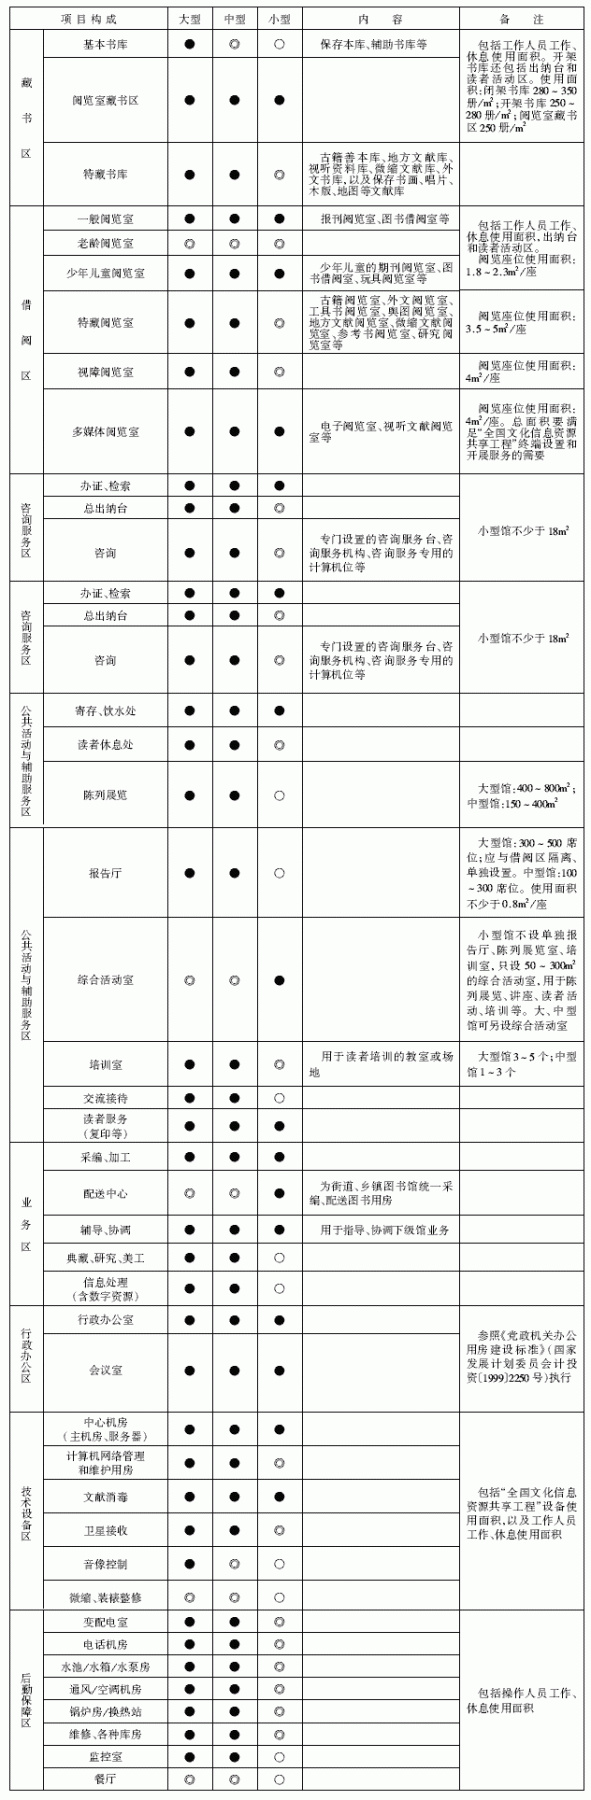 项目构成 大型 中型 小型 内容 备注
藏书区
基本书库 ● ◎ ○ 保存本库、辅助书库等
包括工作人员工作、
休息使用面积。开架
书库还包括出纳台和
读者活动区。使用面
积:闭架书库 280~350
册/m²;开架书库 250~
280 册/m²;阅览室藏书
区 250 册/m²
阅览室藏书区 ● ● ●
特藏书库 ● ● ◎
古籍善本库、地方文献库、
视听资料库、微缩文献库、外
文书库,以及保存书画、唱片、
木版、地图等文献库
借阅区
一般阅览室 ● ● ● 报刊阅览室、图书借阅室等
包括工作人员工作、
休息使用面积,出纳台
和读者活动区。
阅览座位使用面积:
1.8~2.3m²/座
老龄阅览室 ◎ ◎ ◎
少年儿童阅览室 ● ● ●
少年儿童的期刊阅览室、图
书借阅室、玩具阅览室等
特藏阅览室 ● ● ◎
古籍阅览室、外文阅览室、
工具书阅览室、舆图阅览室、
地方文献阅览室、微缩文献阅
览室、参考书阅览室、研究阅
览室等
阅览座位使用面积:
3.5~5m²/座
视障阅览室 ● ● ◎
阅览座位使用面积:
4m²/座
多媒体阅览室 ● ● ●
电子阅览室、视听文献阅览
室等
阅览座位使用面积:
4m²/座。总面积要满
足“全国文化信息资源
共享工程”终端设置和
开展服务的需要
咨询服务区
办证、检索 ● ● ●
总出纳台 ● ● ◎
咨询 ● ● ◎
专门设置的咨询服务台、咨
询服务机构、咨询服务专用的
计算机位等
小型馆不少于 18m²
咨询服务区
办证、检索 ● ● ●
总出纳台 ● ● ◎
咨询 ● ● ◎
专门设置的咨询服务台、咨
询服务机构、咨询服务专用的
计算机位等
小型馆不少于 18m²
公共活动与辅助服务区
寄存、饮水处 ● ● ●
读者休息处 ● ● ◎
陈列展览 ● ● ○
大型馆:400~800m²;
中型馆:150~400m²
公共活动与辅助服务区
报告厅 ● ● ○
大型馆:300~500 席
位;应与借阅区隔离、
单独设置。中型馆:100
~300 席位。使用面积
不少于 0.8m²/座
综合活动室 ◎ ◎ ●
小型馆不设单独报
告厅、陈列展览室、培
训室,只设 50~300m²
的综合活动室,用于陈
列展览、讲座、读者活
动、培训等。大、中型
馆可另设综合活动室
培训室 ● ● ◎
用于读者培训的教室或场
地
大型馆 3~5 个;中型
馆 1~3 个
交流接待 ● ● ○
读者服务
(复印等) ● ● ●
业务区
采编、加工 ● ● ●
配送中心 ◎ ◎ ●
为街道、乡镇图书馆统一采
编、配送图书用房
辅导、协调 ● ● ● 用于指导、协调下级馆业务
典藏、研究、美工 ● ● ○
信息处理
(含数字资源) ● ● ○
行政办公区
行政办公室 ● ● ●
会议室 ● ● ●
参照《党政机关办公
用房建设标准》(国家
发展计划委员会计投
资〔1999〕2250 号)执行
技术设备区
中心机房
(主机房、服务器) ● ● ●
计算机网络管理
和维护用房 ● ● ◎
文献消毒 ● ● ●
卫星接收 ● ● ◎
音像控制 ● ◎ ○
微缩、装裱整修 ◎ ◎ ○
包括“全国文化信息
资源共享工程”设备使
用面积,以及工作人员
工作、休息使用面积
后勤保障区
变配电室 ● ● ◎
电话机房 ● ● ◎
水池/水箱/水泵房 ● ● ◎
通风/空调机房 ● ● ◎
锅炉房/换热站 ● ● ◎
维修、各种库房 ● ● ◎
监控室 ● ● ○
餐厅 ◎ ◎ ○
包括操作人员工作、
休息使用面积